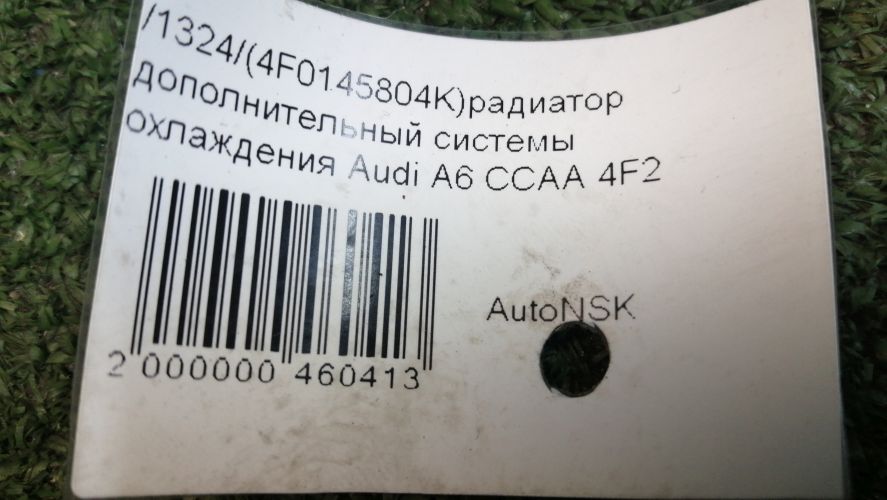 /1324/(4F0145804K)радиатор
дополнительный системы
охлаждения Audi A6 CCAA 4F2
AutoNSK
2 000000 460413